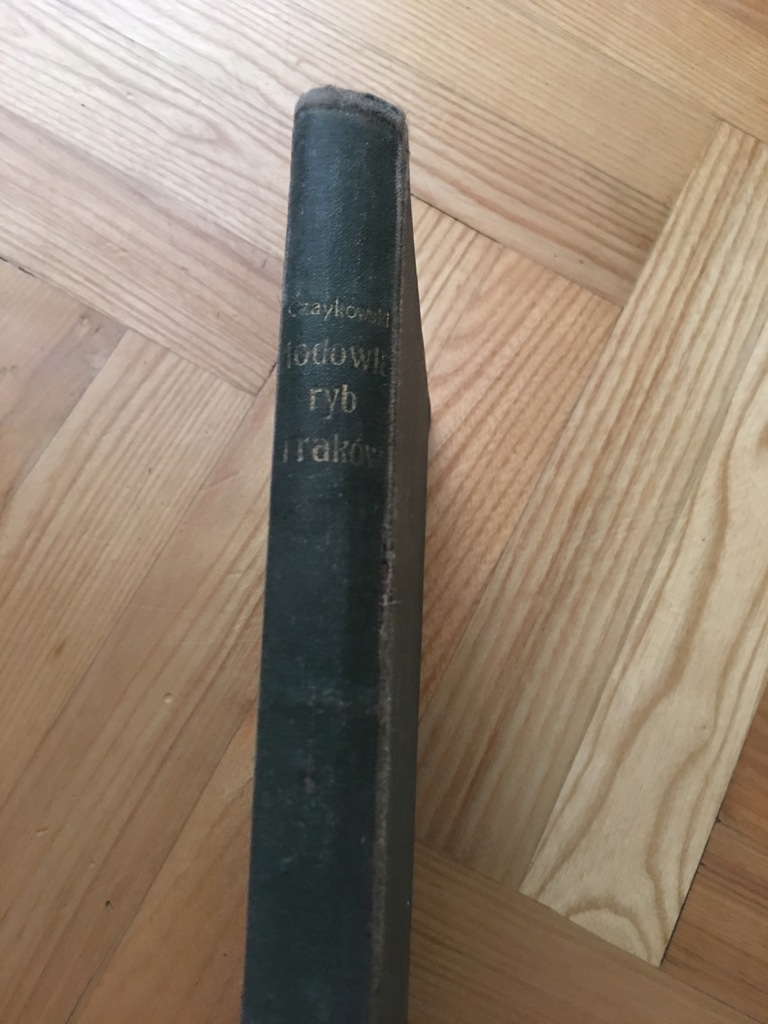 Czaykowski
Hodowla
ryb
i raków